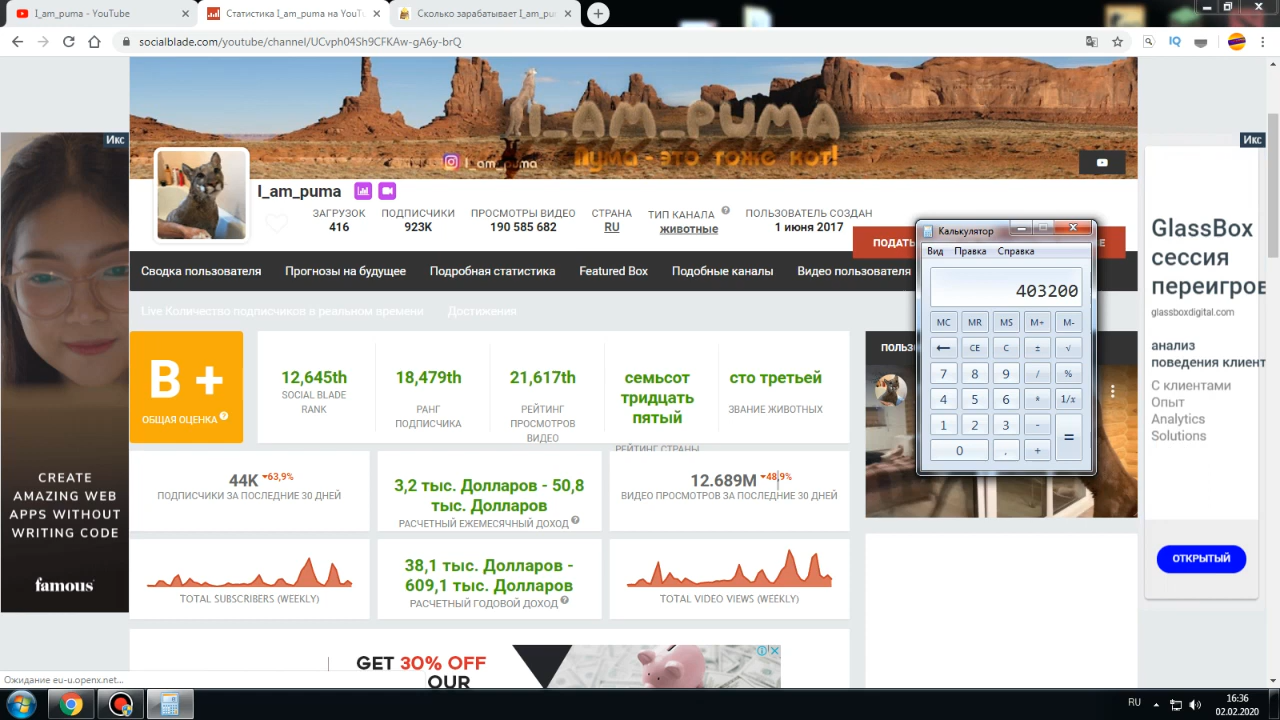 I_am_puma - YouTube
Статистика I_am_puma на YouTu
Сколько зарабатывает I_am_pum
socialblade.com/youtube/channel/UCvph04Sh9CFKAw-gA6y-brQ
IQ
Икс
Икс
I_AM_PUMA
I_am_puma
Пума - это тоже кот!
I_am_puma
ЗАГРУЗОК
ПОДПИСЧИКИ
ПРОСМОТРЫ ВИДЕО
СТРАНА
ТИП КАНАЛА
ПОЛЬЗОВАТЕЛЬ СОЗДАН
416
923K
190 585 682
RU
животные
1 июня 2017
ПОДАТЬ
Е
Сводка пользователя
Прогнозы на будущее
Подробная статистика
Featured Box
Подобные каналы
Видео пользователя
Live Количество подписчиков в реальном времени
Достижения
B +
ОБЩАЯ ОЦЕНКА
12,645th
SOCIAL BLADE
RANK
18,479th
РАНГ
ПОДПИСЧИКА
21,617th
РЕЙТИНГ
ПРОСМОТРОВ
ВИДЕО
семьсот
тридцать
пятый
РЕЙТИНГ СТРАНЫ
сто третьей
ЗВАНИЕ ЖИВОТНЫХ
44K
63,9%
ПОДПИСЧИКИ ЗА ПОСЛЕДНИЕ 30 ДНЕЙ
3,2 тыс. Долларов - 50,8
тыс. Долларов
РАСЧЕТНЫЙ ЕЖЕМЕСЯЧНЫЙ ДОХОД
12.689M
48,9%
ВИДЕО ПРОСМОТРОВ ЗА ПОСЛЕДНИЕ 30 ДНЕЙ
TOTAL SUBSCRIBERS (WEEKLY)
38,1 тыс. Долларов -
609,1 тыс. Долларов
РАСЧЕТНЫЙ ГОДОВОЙ ДОХОД
TOTAL VIDEO VIEWS (WEEKLY)
GET 30% OFF
OUR
ПОЛЬЗ
Калькулятор
Вид
Правка
Справка
403200
MC MR MS M+ M-
← CE C ± √
7 8 9 / %
4 5 6 * 1/x
1 2 3 - =
0 . +
CREATE
AMAZING WEB
APPS WITHOUT
WRITING CODE
famous
GlassBox
сессия
переигров
glassboxdigital.com
анализ
поведения клиент
С клиентами
Опыт
Analytics
Solutions
ОТКРЫТЫЙ
Ожидание eu-u.openx.net...
RU
16:36
02.02.2020